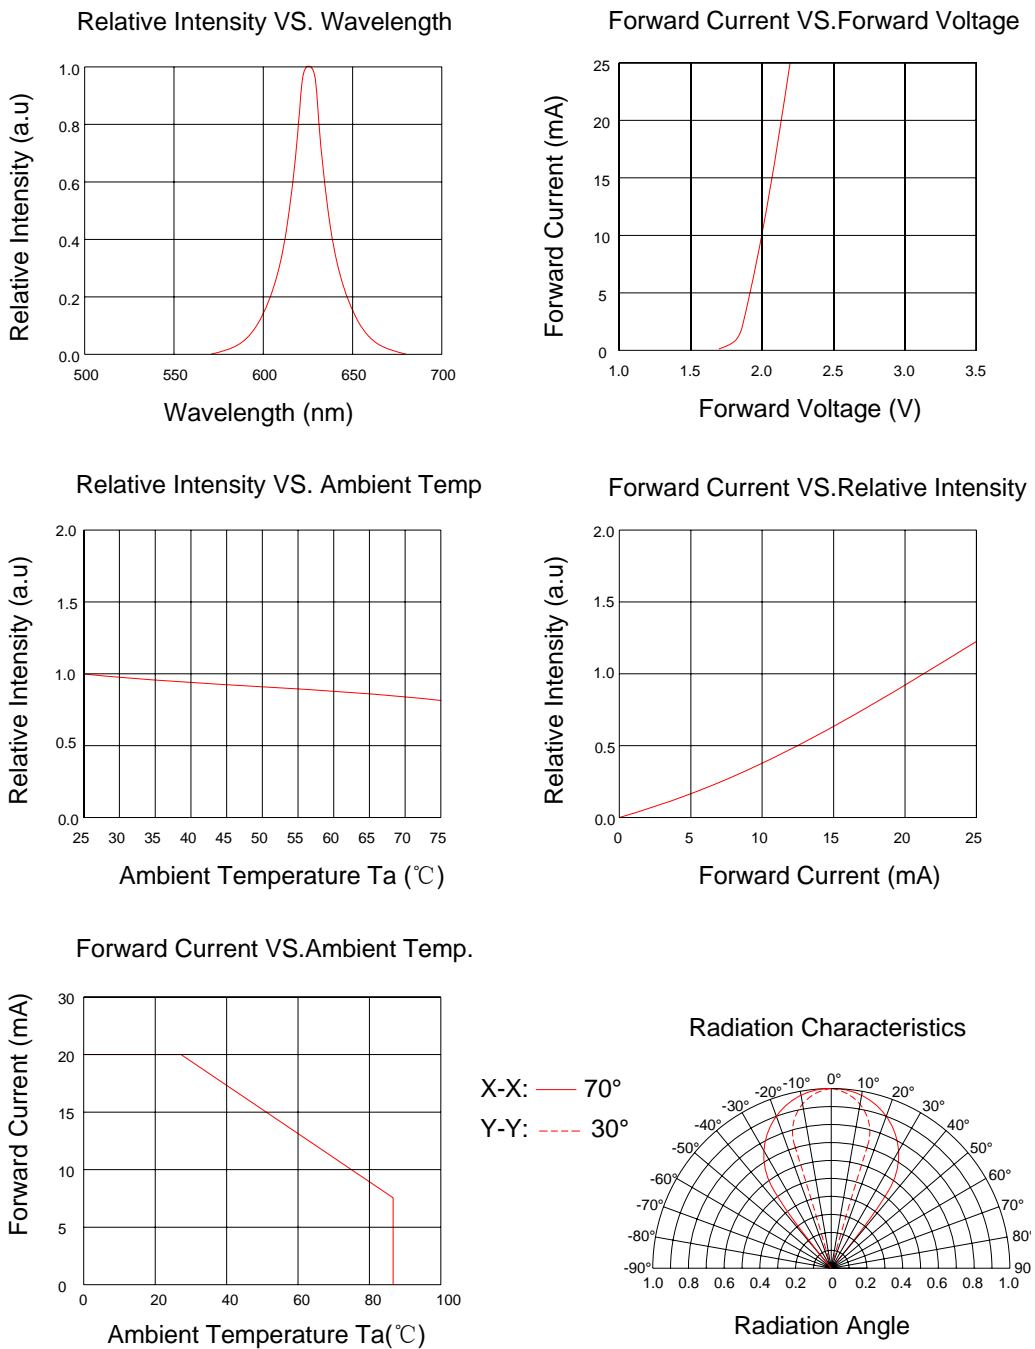 Relative Intensity VS. Wavelength
Relative Intensity (a.u)
1.0
0.8
0.6
0.4
0.2
0.0
500 550 600 650 700
Wavelength (nm)
Forward Current VS.Forward Voltage
Forward Current (mA)
25
20
15
10
5
0
1.0 1.5 2.0 2.5 3.0 3.5
Forward Voltage (V)
Relative Intensity VS. Ambient Temp
Relative Intensity (a.u)
2.0
1.5
1.0
0.5
0.0
25 30 35 40 45 50 55 60 65 70 75
Ambient Temperature Ta (℃)
Forward Current VS.Relative Intensity
Relative Intensity (a.u)
2.0
1.5
1.0
0.5
0.0
0 5 10 15 20 25
Forward Current (mA)
Forward Current VS.Ambient Temp.
Forward Current (mA)
30
20
15
10
5
0
0 20 40 60 80 100
Ambient Temperature Ta(℃)
Radiation Characteristics
X-X: 70°
Y-Y: 30°
-90° -80° -70° -60° -50° -40° -30° -20° -10° 0° 10° 20° 30° 40° 50° 60° 70° 80° 90
1.0 0.8 0.6 0.4 0.2 0 0.2 0.4 0.6 0.8 1.0
Radiation Angle